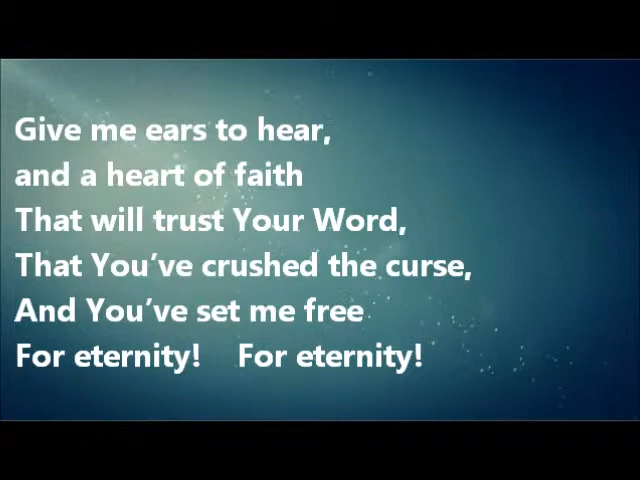 Give me ears to hear,
and a heart of faith
That will trust Your Word,
That You’ve crushed the curse,
And You’ve set me free
For eternity!    For eternity!